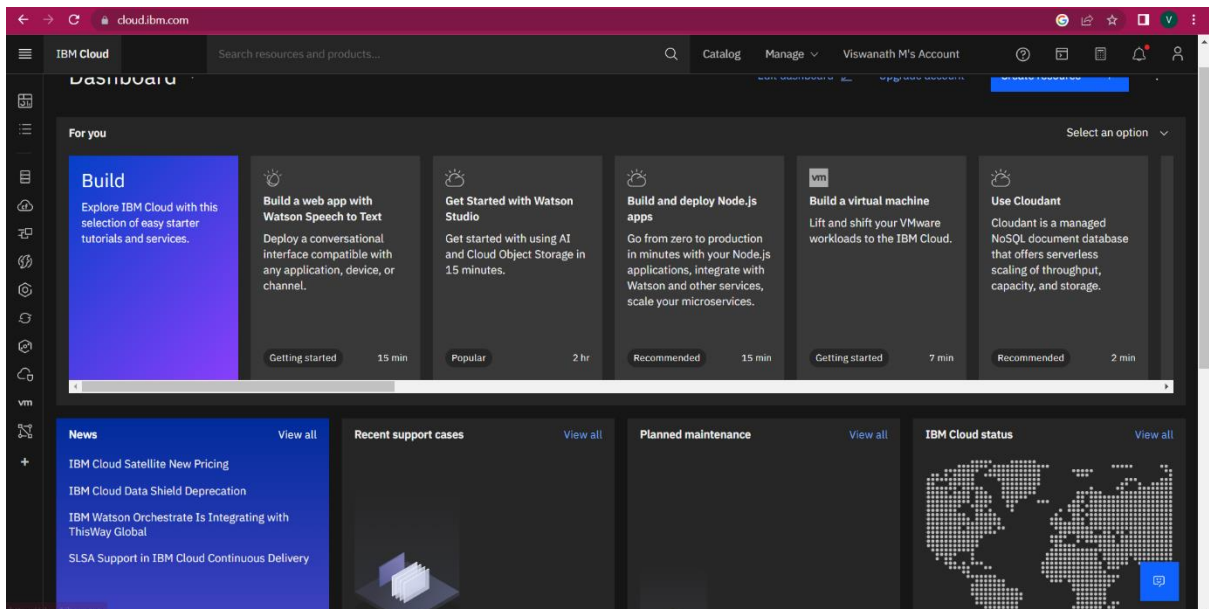 cloud.ibm.com
V
IBM Cloud
Search resources and products...
Catalog
Manage
Viswanath M's Account
Dashboard
Edit dashboard
Upgrade account
Create resource
For you
Select an option
Build
Explore IBM Cloud with this
selection of easy starter
tutorials and services.
Build a web app with
Watson Speech to Text
Deploy a conversational
interface compatible with
any application, device, or
channel.
Getting started
15 min
Get Started with Watson
Studio
Get started with using AI
and Cloud Object Storage in
15 minutes.
Popular
2 hr
Build and deploy Node.js
apps
Go from zero to production
in minutes with your Node.js
applications, integrate with
Watson and other services,
scale your microservices.
Recommended
15 min
vm
Build a virtual machine
Lift and shift your VMware
workloads to the IBM Cloud.
Getting started
7 min
Use Cloudant
Cloudant is a managed
NoSQL document database
that offers serverless
scaling of throughput,
capacity, and storage.
Recommended
2 min
vm
News
View all
IBM Cloud Satellite New Pricing
IBM Cloud Data Shield Deprecation
IBM Watson Orchestrate Is Integrating with
ThisWay Global
SLSA Support in IBM Cloud Continuous Delivery
Recent support cases
View all
Planned maintenance
View all
IBM Cloud status
View all